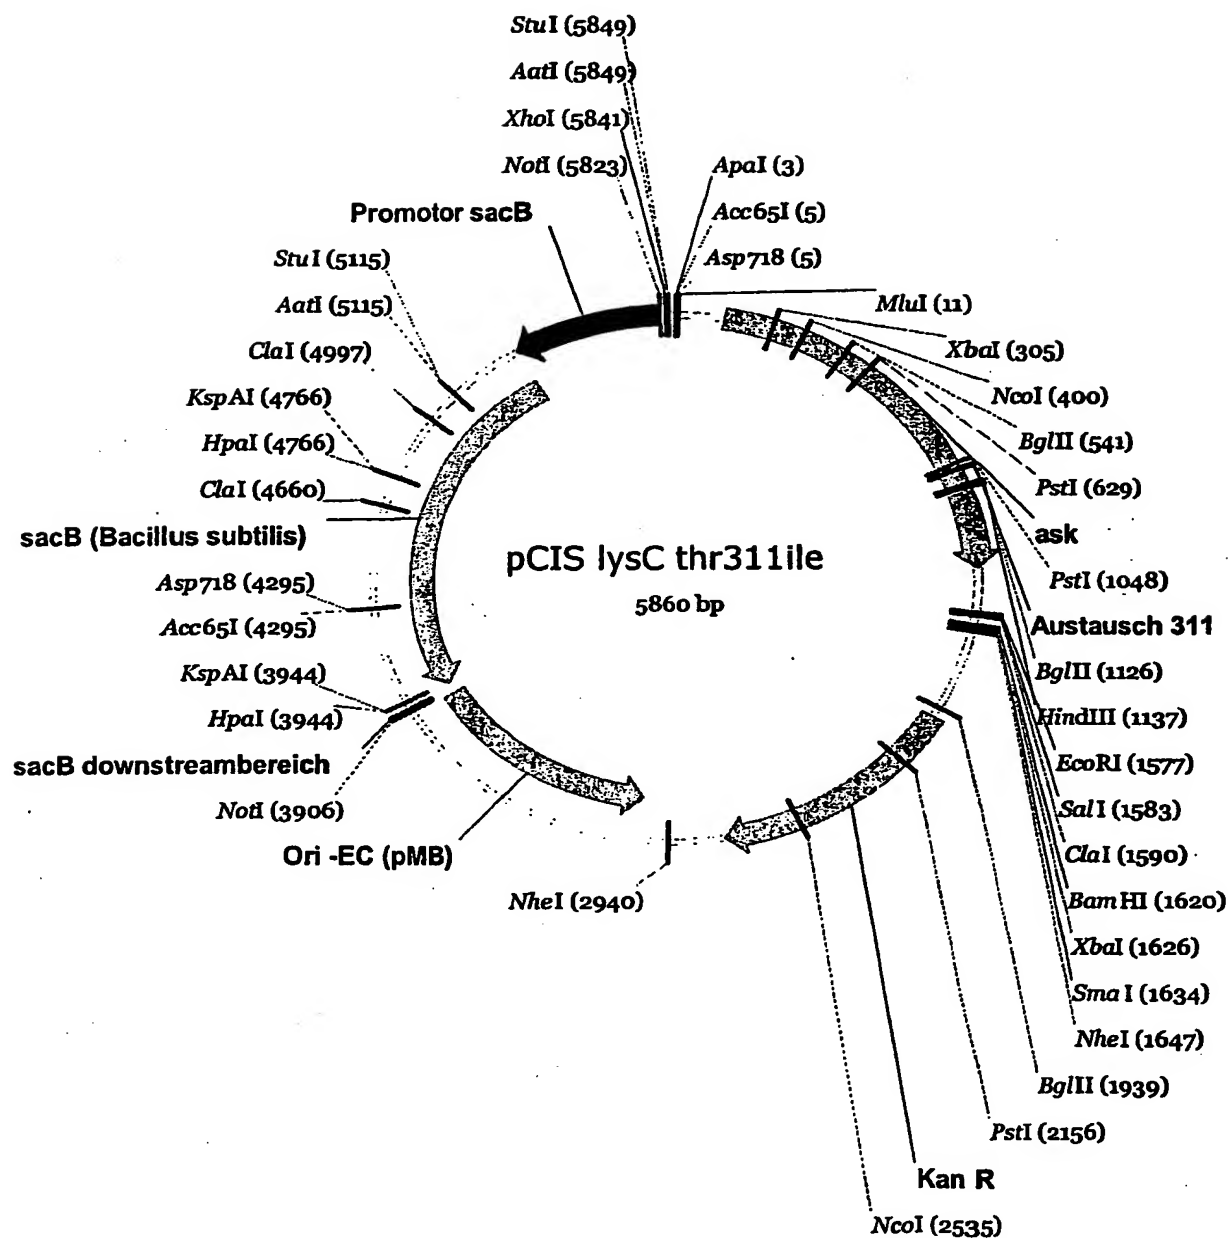 StuI (5849)
AatI (5849)
XhoI (5841)
NotI (5823)
ApaI (3)
Acc65I (5)
Asp718 (5)
MluI (11)
XbaI (305)
NcoI (400)
BglII (541)
PstI (629)
ask
PstI (1048)
Austausch 311
BglII (1126)
HindIII (1137)
EcoRI (1577)
SalI (1583)
ClaI (1590)
BamHI (1620)
XbaI (1626)
SmaI (1634)
NheI (1647)
BglII (1939)
PstI (2156)
Kan R
NcoI (2535)
Promotor sacB
StuI (5115)
AatI (5115)
ClaI (4997)
KspAI (4766)
HpaI (4766)
ClaI (4660)
sacB (Bacillus subtilis)
Asp718 (4295)
Acc65I (4295)
KspAI (3944)
HpaI (3944)
sacB downstreambereich
NotI (3906)
Ori -EC (pMB)
NheI (2940)
pCIS lysC thr311ile
5860 bp